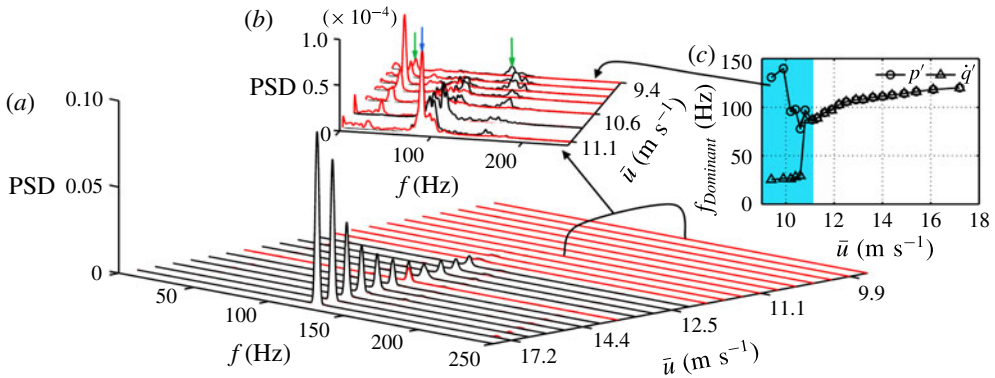 (b) (× 10⁻⁴)
1.0
PSD 0.5
0
100
200
f (Hz)
9.4
10.6
11.1
ū (m s⁻¹)
(c)
p′ q̇′
150
100
50
0
f_Dominant (Hz)
10 12 14 16 18
ū (m s⁻¹)
(a)
0.10
PSD 0.05
0
50
100
150
200
250
f (Hz)
17.2
14.4
12.5
11.1
9.9
ū (m s⁻¹)